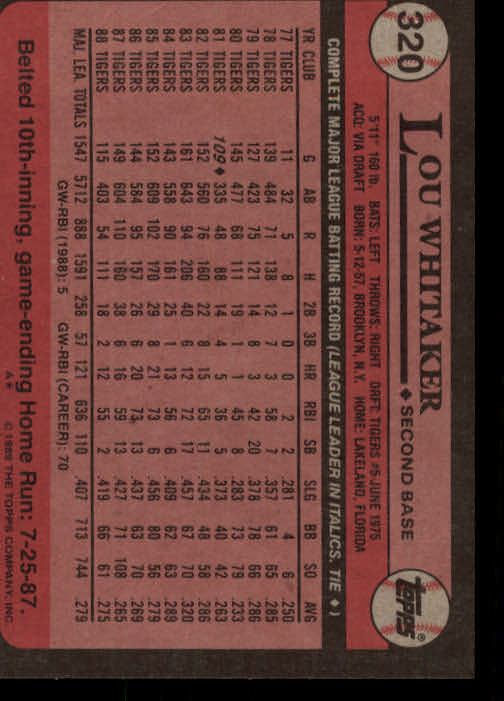 320
LOU WHITAKER ♦ SECOND BASE
TOPPS®
5'11" 160 lb. BATS: LEFT THROWS: RIGHT DRFT: TIGERS #5 JUNE 1975
ACQ: VIA DRAFT BORN: 5-12-57, BROOKLYN, N.Y. HOME: LAKELAND, FLORIDA
COMPLETE MAJOR LEAGUE BATTING RECORD (LEAGUE LEADER IN ITALICS. TIE ♦)
YR CLUB G AB R H 2B 3B HR RBI SB SLG BB SO AVG
77 TIGERS 11 32 5 8 1 0 0 2 2 .281 4 6 .250
78 TIGERS 139 484 71 138 12 7 3 58 7 .357 61 65 .285
79 TIGERS 127 423 75 121 14 8 3 42 20 .378 78 66 .286
80 TIGERS 145 477 68 111 19 1 1 45 8 .283 73 79 .233
81 TIGERS 109♦ 335 48 88 14 4 5 36 5 .373 40 42 .263
82 TIGERS 152 560 76 160 22 8 15 65 11 .434 48 58 .286
83 TIGERS 161 643 94 206 40 6 12 72 17 .457 67 70 .320
84 TIGERS 143 558 90 161 25 1 13 56 6 .409 62 63 .289
85 TIGERS 152 609 102 170 29 8 21 73 6 .456 80 56 .279
86 TIGERS 144 584 95 157 26 6 20 73 13 .437 63 70 .269
87 TIGERS 149 604 110 160 38 6 16 59 13 .427 71 108 .265
88 TIGERS 115 403 54 111 18 2 12 55 2 .419 66 61 .275
MAJ. LEA. TOTALS 1547 5712 888 1591 258 57 121 636 110 .407 713 744 .279
GW-RBI (1988): 5 GW-RBI (CAREER): 70
Belted 10th-inning, game-ending Home Run: 7-25-87.
A* © 1989 THE TOPPS COMPANY, INC